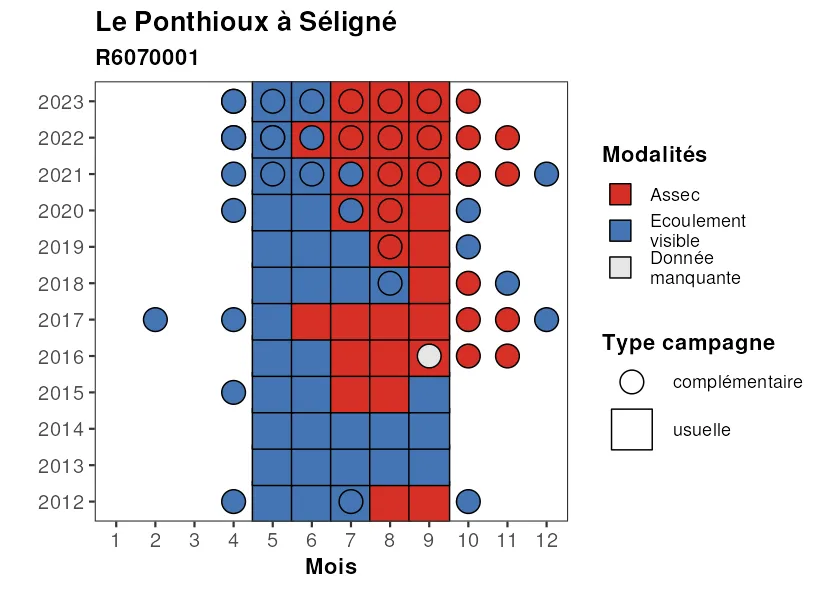 Le Ponthioux à Séligné
R6070001
2023
2022
2021
2020
2019
2018
2017
2016
2015
2014
2013
2012
1 2 3 4 5 6 7 8 9 10 11 12
Mois
Modalités
Assec
Ecoulement
visible
Donnée
manquante
Type campagne
complémentaire
usuelle